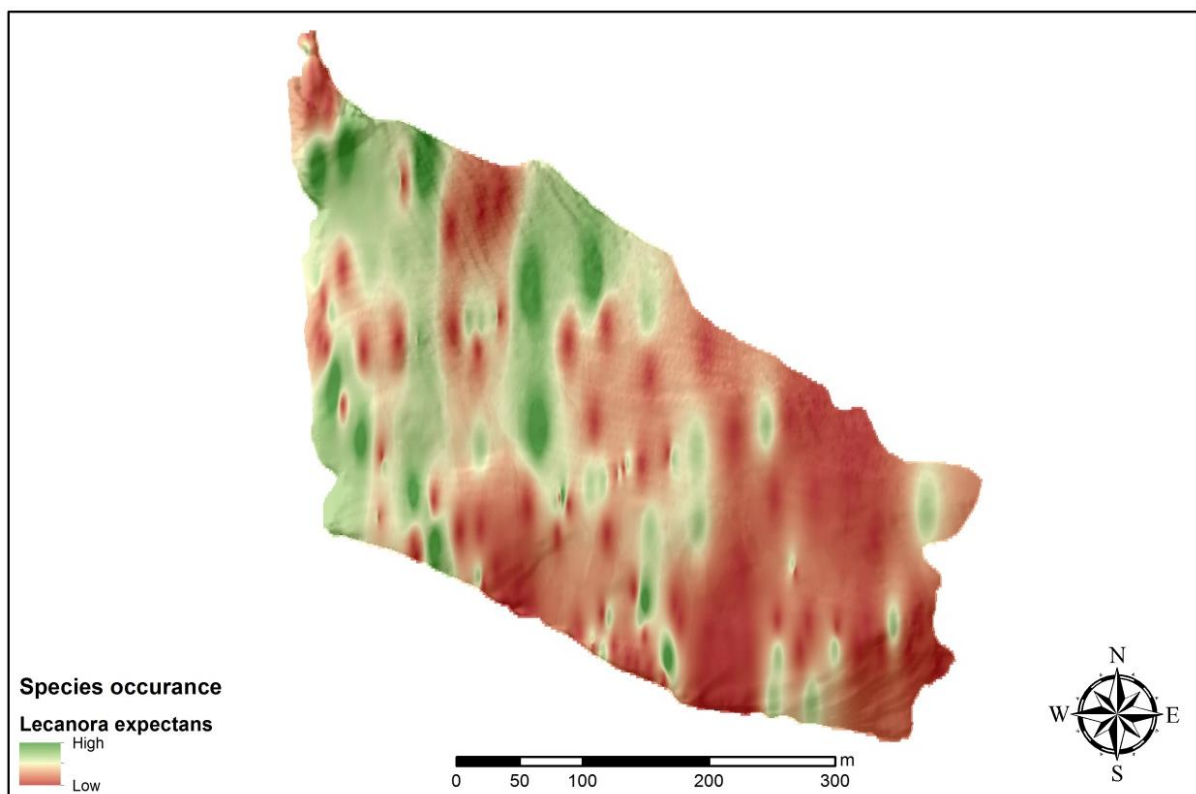 Species occurance
Lecanora expectans
High
Low
0 50 100 200 300
m
N
W E
S